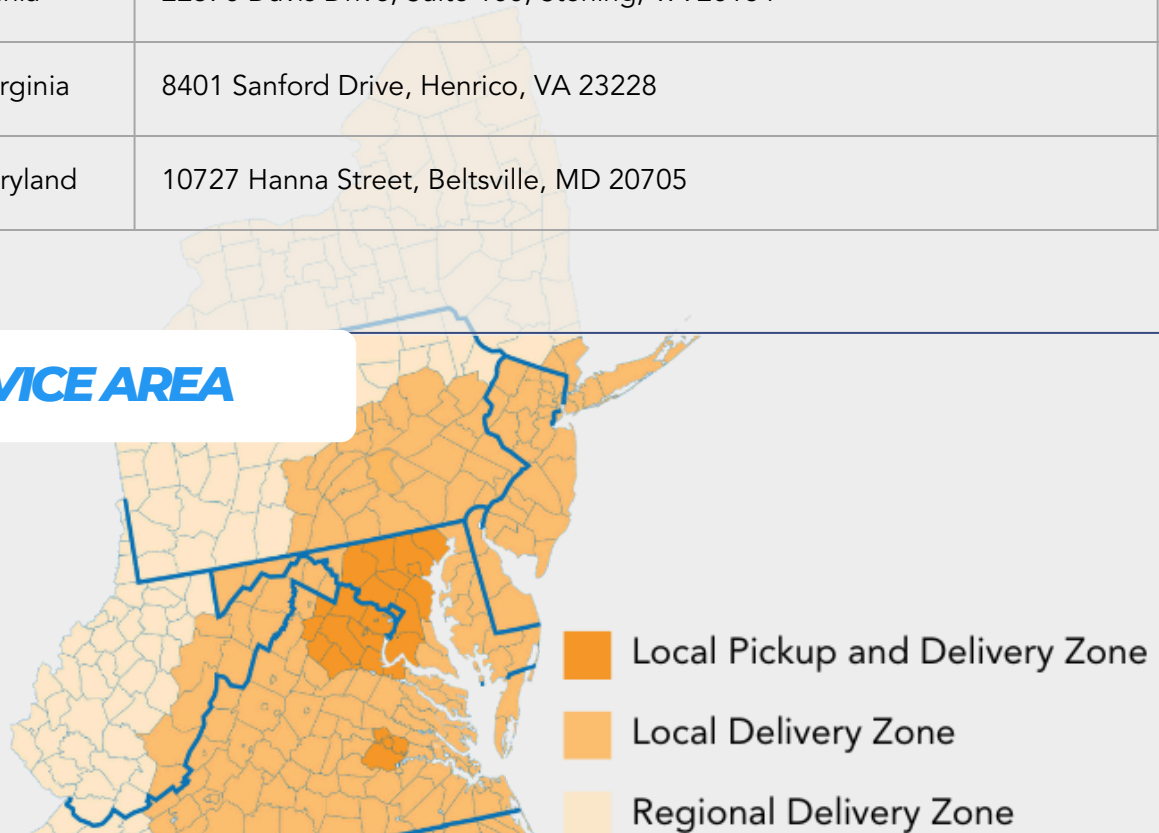 rginia
8401 Sanford Drive, Henrico, VA 23228
ryland
10727 Hanna Street, Beltsville, MD 20705
VICE AREA
Local Pickup and Delivery Zone
Local Delivery Zone
Regional Delivery Zone